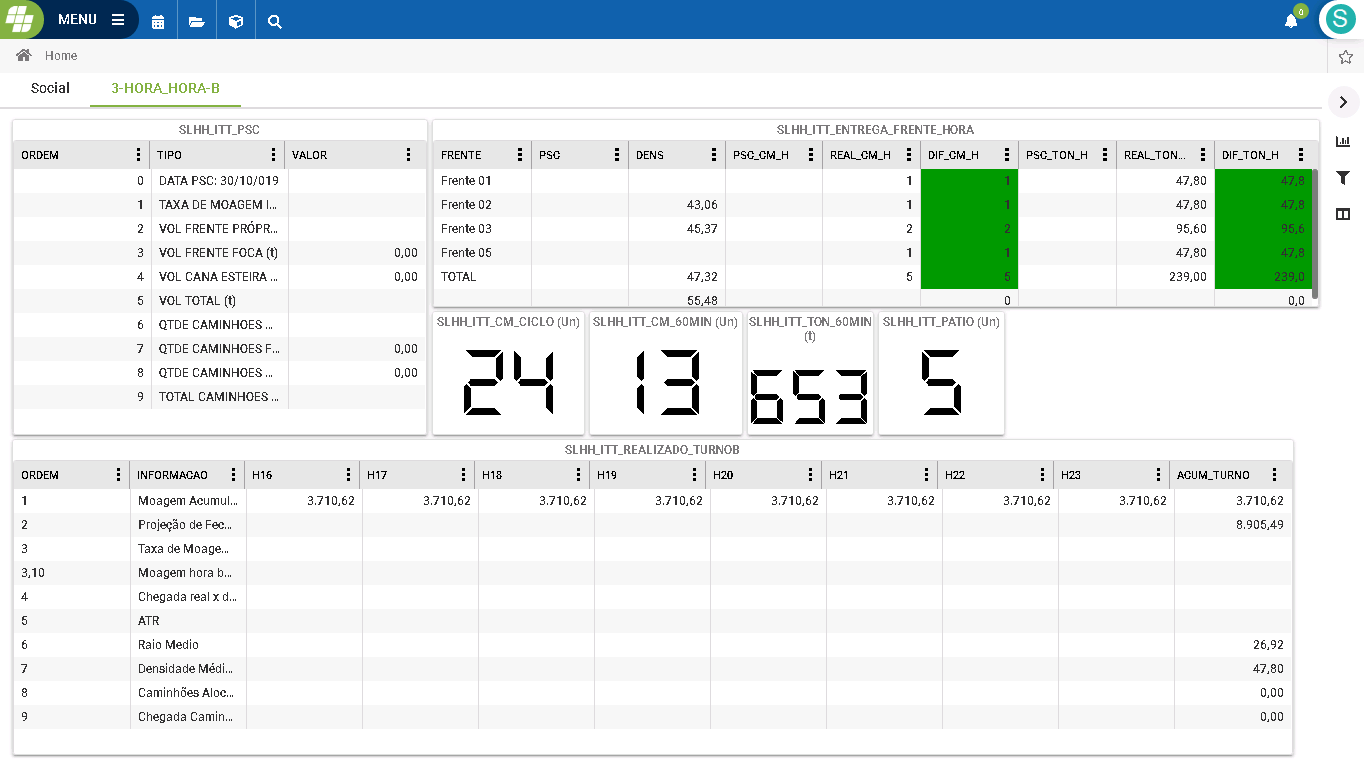 MENU
0
S
Home
Social 3-HORA_HORA-B
SLHH_ITT_PSC
ORDEM TIPO VALOR
0 DATA PSC: 30/10/019
1 TAXA DE MOAGEM I...
2 VOL FRENTE PRÓPR...
3 VOL FRENTE FOCA (t) 0,00
4 VOL CANA ESTEIRA ... 0,00
5 VOL TOTAL (t)
6 QTDE CAMINHOES ...
7 QTDE CAMINHOES F... 0,00
8 QTDE CAMINHOES ... 0,00
9 TOTAL CAMINHOES ...
SLHH_ITT_ENTREGA_FRENTE_HORA
FRENTE PSC DENS PSC_CM_H REAL_CM_H DIF_CM_H PSC_TON_H REAL_TON... DIF_TON_H
Frente 01 1 1 47,80 47,8
Frente 02 43,06 1 1 47,80 47,8
Frente 03 45,37 2 2 95,60 95,6
Frente 05 1 1 47,80 47,8
TOTAL 47,32 5 5 239,00 239,0
55,48 0 0,0
SLHH_ITT_CM_CICLO (Un)
24
SLHH_ITT_CM_60MIN (Un)
13
SLHH_ITT_TON_60MIN
(t)
653
SLHH_ITT_PATIO (Un)
5
SLHH_ITT_REALIZADO_TURNOB
ORDEM INFORMACAO H16 H17 H18 H19 H20 H21 H22 H23 AGUM_TURNO
1 Moagem Acumul... 3.710,62 3.710,62 3.710,62 3.710,62 3.710,62 3.710,62 3.710,62 3.710,62 3.710,62
2 Projeção de Fec... 8.905,49
3 Taxa de Moage...
3,10 Moagem hora b...
4 Chegada real x d...
5 ATR
6 Raio Medio 26,92
7 Densidade Médi... 47,80
8 Caminhões Aloc... 0,00
9 Chegada Camin... 0,00